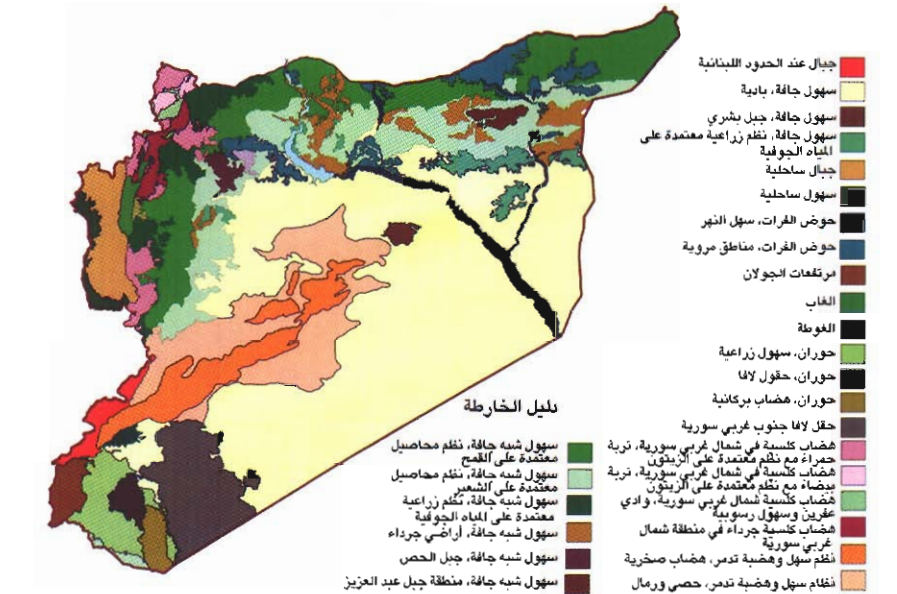 جبال عند الحدود اللبنانية
سهول جافة، بادية
سهول جافة، جبل بشري
سهول جافة، نظم زراعية معتمدة على
المياه الجوفية
جبال ساحلية
سهول ساحلية
حوض الفرات، سهل النهر
حوض الفرات، مناطق مروية
مرتفعات الجولان
الغاب
الغوطة
حوران، سهول زراعية
حوران، حقول لافا
حوران، هضاب بركانية
حقل لافا جنوب غربي سورية
هضاب كلسية في شمال غربي سورية، تربة
حمراء مع نظم معتمدة على الزيتون
هضاب كلسية في شمال غربي سورية، تربة
بيضاء مع نظم معتمدة على الزيتون
هضاب كلسية شمال غربي سورية، وادي
عفرين وسهول رسوبية
هضاب كلسية جرداء في منطقة شمال
غربي سورية
نظم سهل وهضبة تدمر، هضاب صخرية
نظام سهل وهضبة تدمر، حصى ورمال
دليل الخارطة
سهول شبه جافة، نظم محاصيل
معتمدة على القمح
سهول شبه جافة، نظم محاصيل
معتمدة على الشعير
سهول شبه جافة، نظم زراعية
معتمدة على المياه الجوفية
سهول شبه جافة، أراضي جرداء
سهول شبه جافة، جبل الحص
سهول شبه جافة، منطقة جبل عبد العزيز